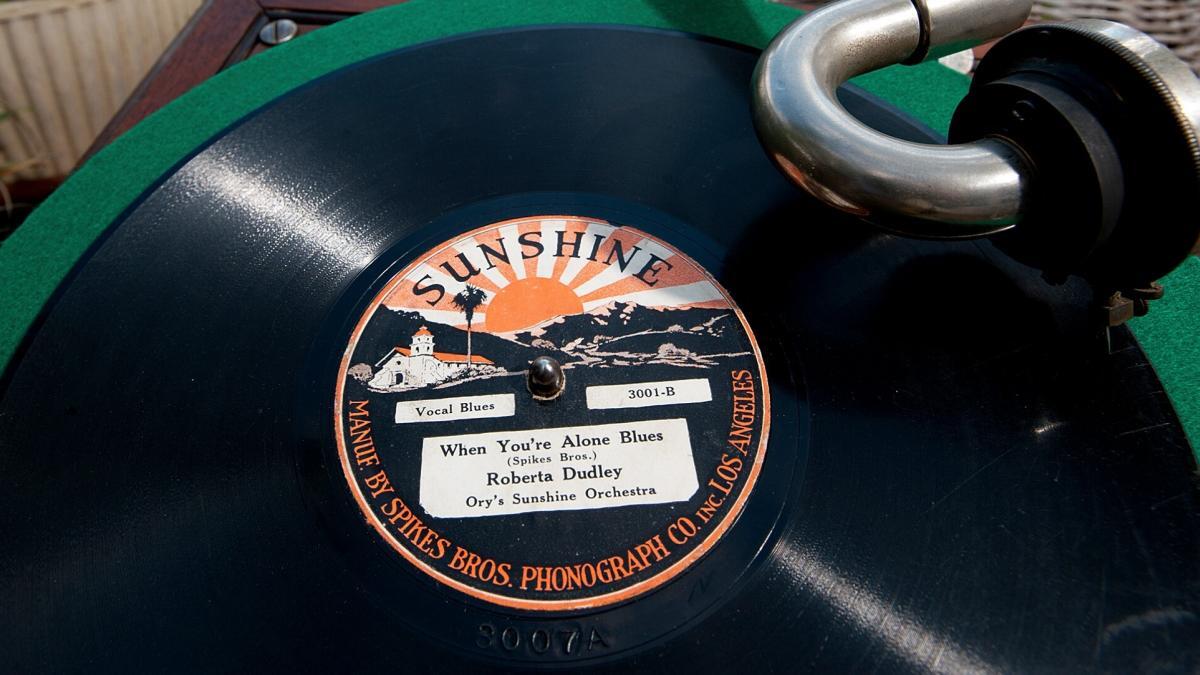 SUNSHINE
Vocal Blues
3001-B
When You're Alone Blues
(Spikes Bros.)
Roberta Dudley
Ory's Sunshine Orchestra
MANUF BY SPIKES BROS. PHONOGRAPH CO. INC. LOS ANGELES
3007A